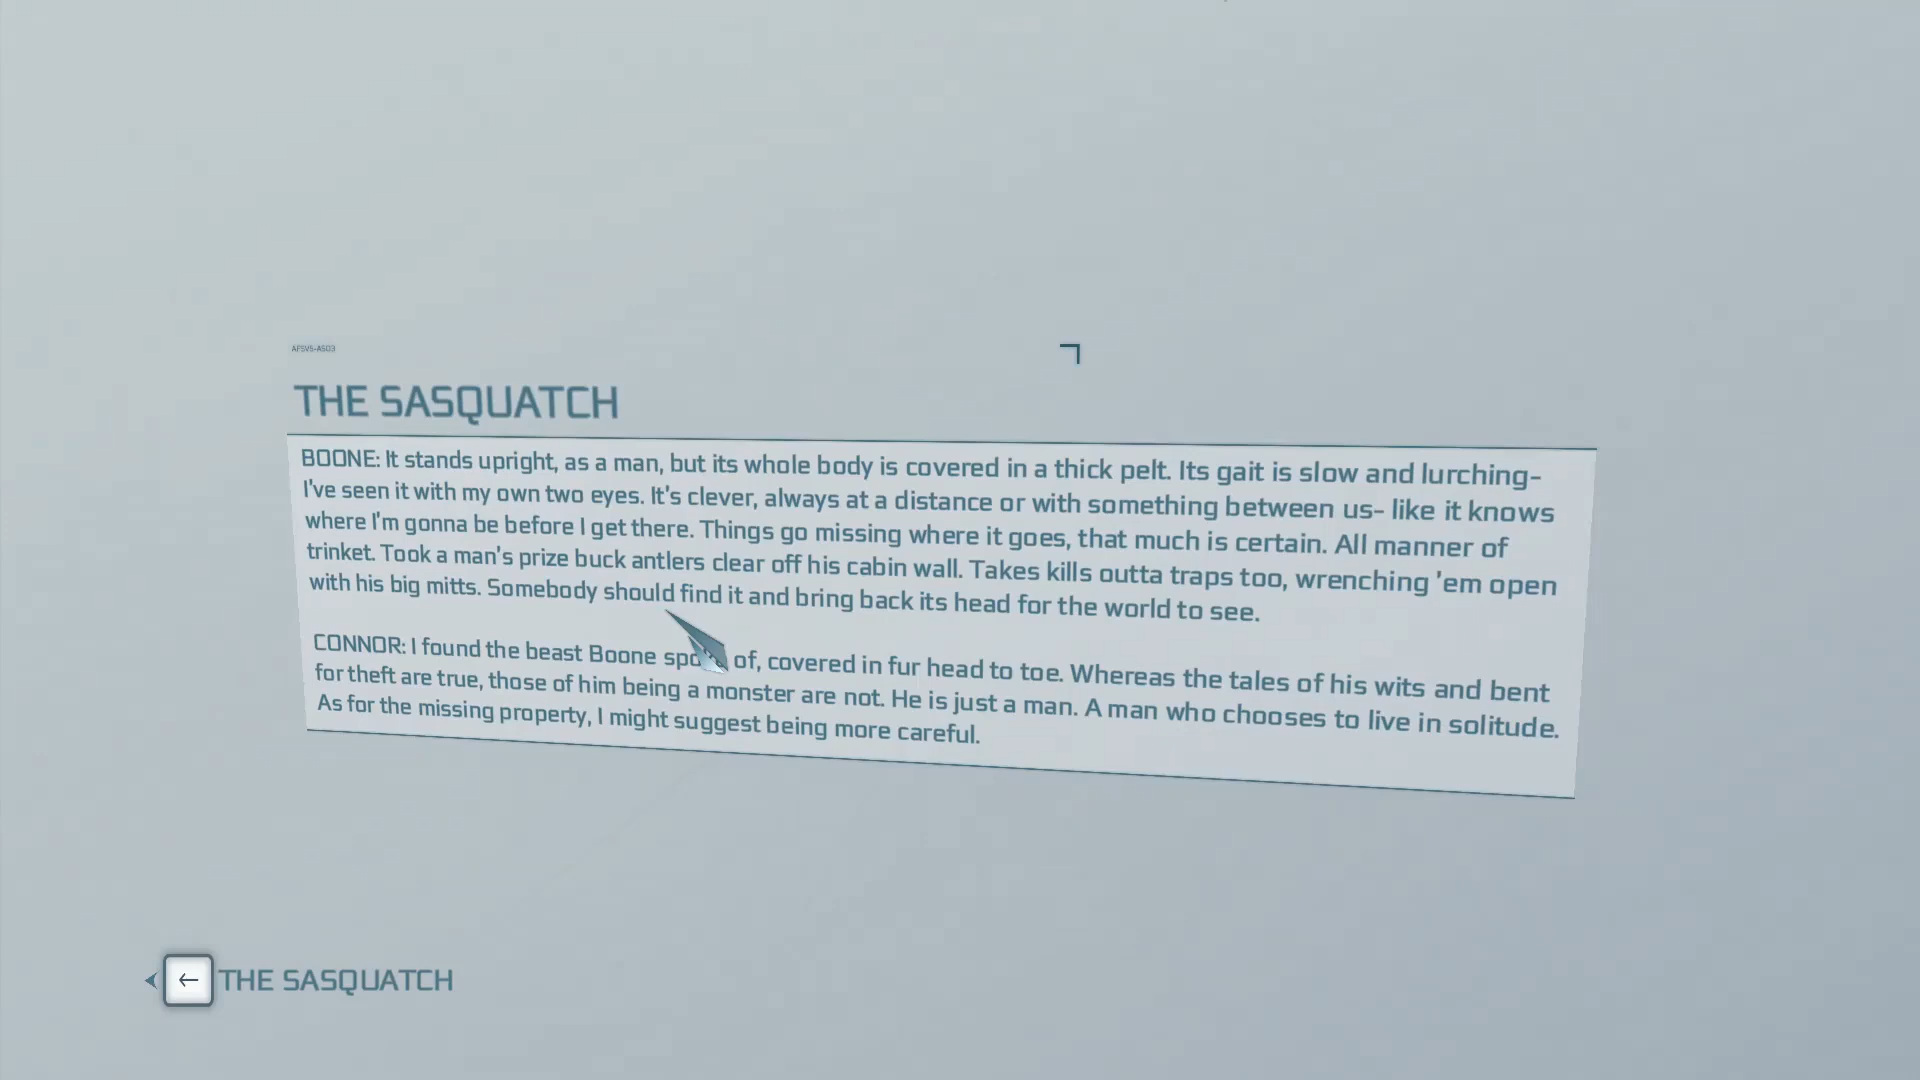 AFSV5-AS03
THE SASQUATCH
BOONE: It stands upright, as a man, but its whole body is covered in a thick pelt. Its gait is slow and lurching-
I've seen it with my own two eyes. It's clever, always at a distance or with something between us- like it knows
where I'm gonna be before I get there. Things go missing where it goes, that much is certain. All manner of
trinket. Took a man's prize buck antlers clear off his cabin wall. Takes kills outta traps too, wrenching 'em open
with his big mitts. Somebody should find it and bring back its head for the world to see.
CONNOR: I found the beast Boone of, covered in fur head to toe. Whereas the tales of his wits and bent
for theft are true, those of him being a monster are not. He is just a man. A man who chooses to live in solitude.
As for the missing property, I might suggest being more careful.
← THE SASQUATCH